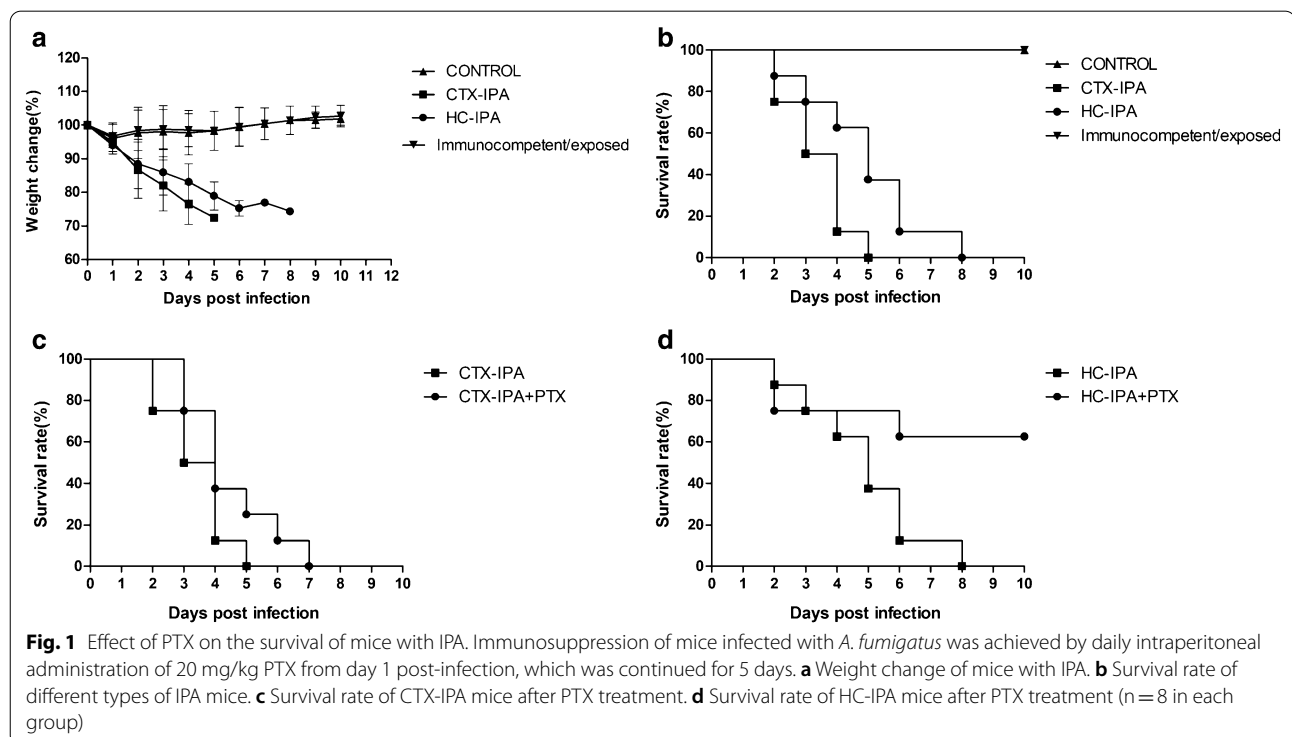 a
120
110
100
90
80
70
60
Weight change(%)
0 1 2 3 4 5 6 7 8 9 10 11 12
Days post infection
CONTROL
CTX-IPA
HC-IPA
Immunocompetent/exposed
b
100
80
60
40
20
0
Survival rate(%)
0 1 2 3 4 5 6 7 8 9 10
Days post infection
CONTROL
CTX-IPA
HC-IPA
Immunocompetent/exposed
c
100
80
60
40
20
0
Survival rate(%)
0 1 2 3 4 5 6 7 8 9 10
Days post infection
CTX-IPA
CTX-IPA+PTX
d
100
80
60
40
20
0
Survival rate(%)
0 1 2 3 4 5 6 7 8 9 10
Days post infection
HC-IPA
HC-IPA+PTX
Fig. 1 Effect of PTX on the survival of mice with IPA. Immunosuppression of mice infected with A. fumigatus was achieved by daily intraperitoneal
administration of 20 mg/kg PTX from day 1 post-infection, which was continued for 5 days. a Weight change of mice with IPA. b Survival rate of
different types of IPA mice. c Survival rate of CTX-IPA mice after PTX treatment. d Survival rate of HC-IPA mice after PTX treatment (n = 8 in each
group)